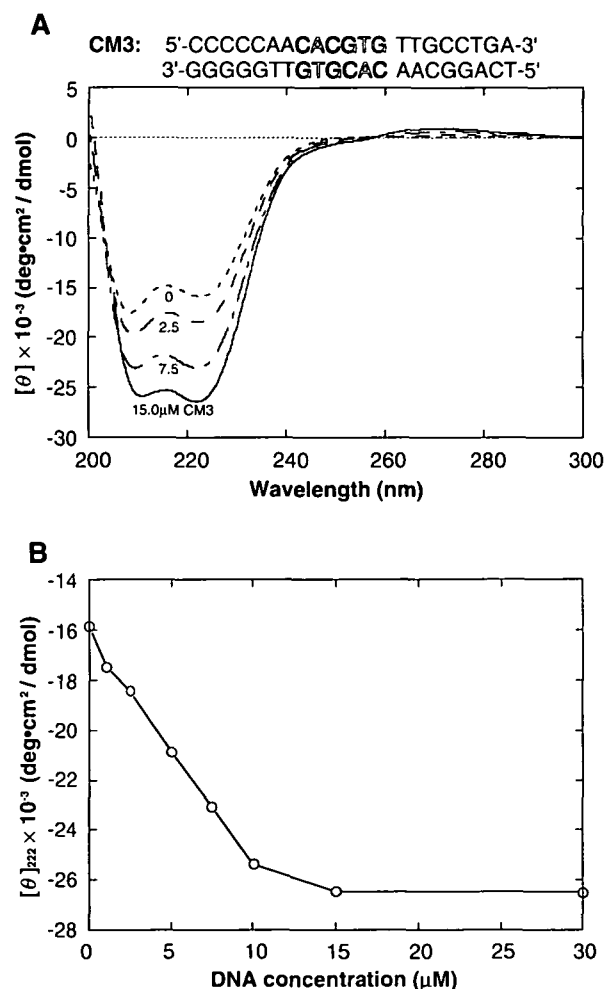 A
CM3: 5'-CCCCCAACACGTG TTGCCTGA-3'
3'-GGGGGTTGTGCAC AACGGACT-5'
5
0
-5
-10
-15
-20
-25
-30
[θ] × 10⁻³ (deg•cm² / dmol)
0
2.5
7.5
15.0μM CM3
200 220 240 260 280 300
Wavelength (nm)
B
-14
-16
-18
-20
-22
-24
-26
-28
[θ]₂₂₂ × 10⁻³ (deg•cm² / dmol)
0 5 10 15 20 25 30
DNA concentration (μM)